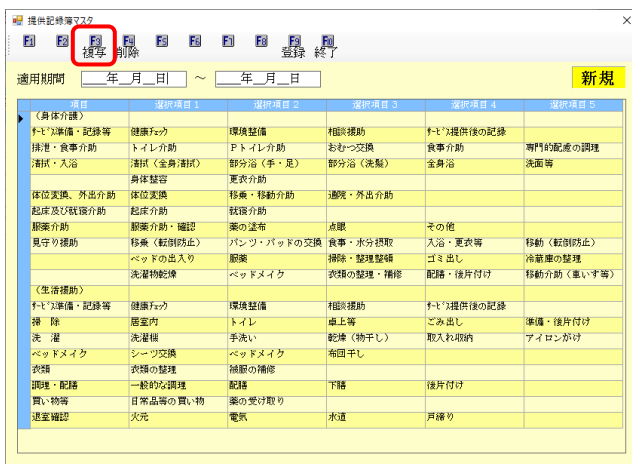 提供記録簿マスタ
F1 F2 F3 F4 F5 F6 F7 F8 F9 F10
複写 削除 登録 終了
適用期間 __年__月__日 ～ __年__月__日 新規
項目 選択項目1 選択項目2 選択項目3 選択項目4 選択項目5
(身体介護)
ｻｰﾋﾞｽ準備・記録等 健康ﾁｪｯｸ 環境整備 相談援助 ｻｰﾋﾞｽ提供後の記録
排泄・食事介助 トイレ介助 Pトイレ介助 おむつ交換 食事介助 専門的配慮の調理
清拭・入浴 清拭(全身清拭) 部分浴(手・足) 部分浴(洗髪) 全身浴 洗面等
身体整容 更衣介助
体位変換、外出介助 体位変換 移乗・移動介助 通院・外出介助
起床及び就寝介助 起床介助 就寝介助
服薬介助 服薬介助・確認 薬の塗布 点眼 その他
見守り援助 移乗(転倒防止) パンツ・パッドの交換 食事・水分摂取 入浴・更衣等 移動(転倒防止)
ベッドの出入り 服薬 掃除・整理整頓 ゴミ出し 冷蔵庫の整理
洗濯物乾燥 ベッドメイク 衣類の整理・補修 配膳・後片付け 移動介助(車いす等)
(生活援助)
ｻｰﾋﾞｽ準備・記録等 健康ﾁｪｯｸ 環境整備 相談援助 ｻｰﾋﾞｽ提供後の記録
掃 除 居室内 トイレ 卓上等 ごみ出し 準備・後片付け
洗 濯 洗濯機 手洗い 乾燥(物干し) 取入れ収納 アイロンがけ
ベッドメイク シーツ交換 ベッドメイク 布団干し
衣類 衣類の整理 被服の補修
調理・配膳 一般的な調理 配膳 下膳 後片付け
買い物等 日常品等の買い物 薬の受け取り
退室確認 火元 電気 水道 戸締り